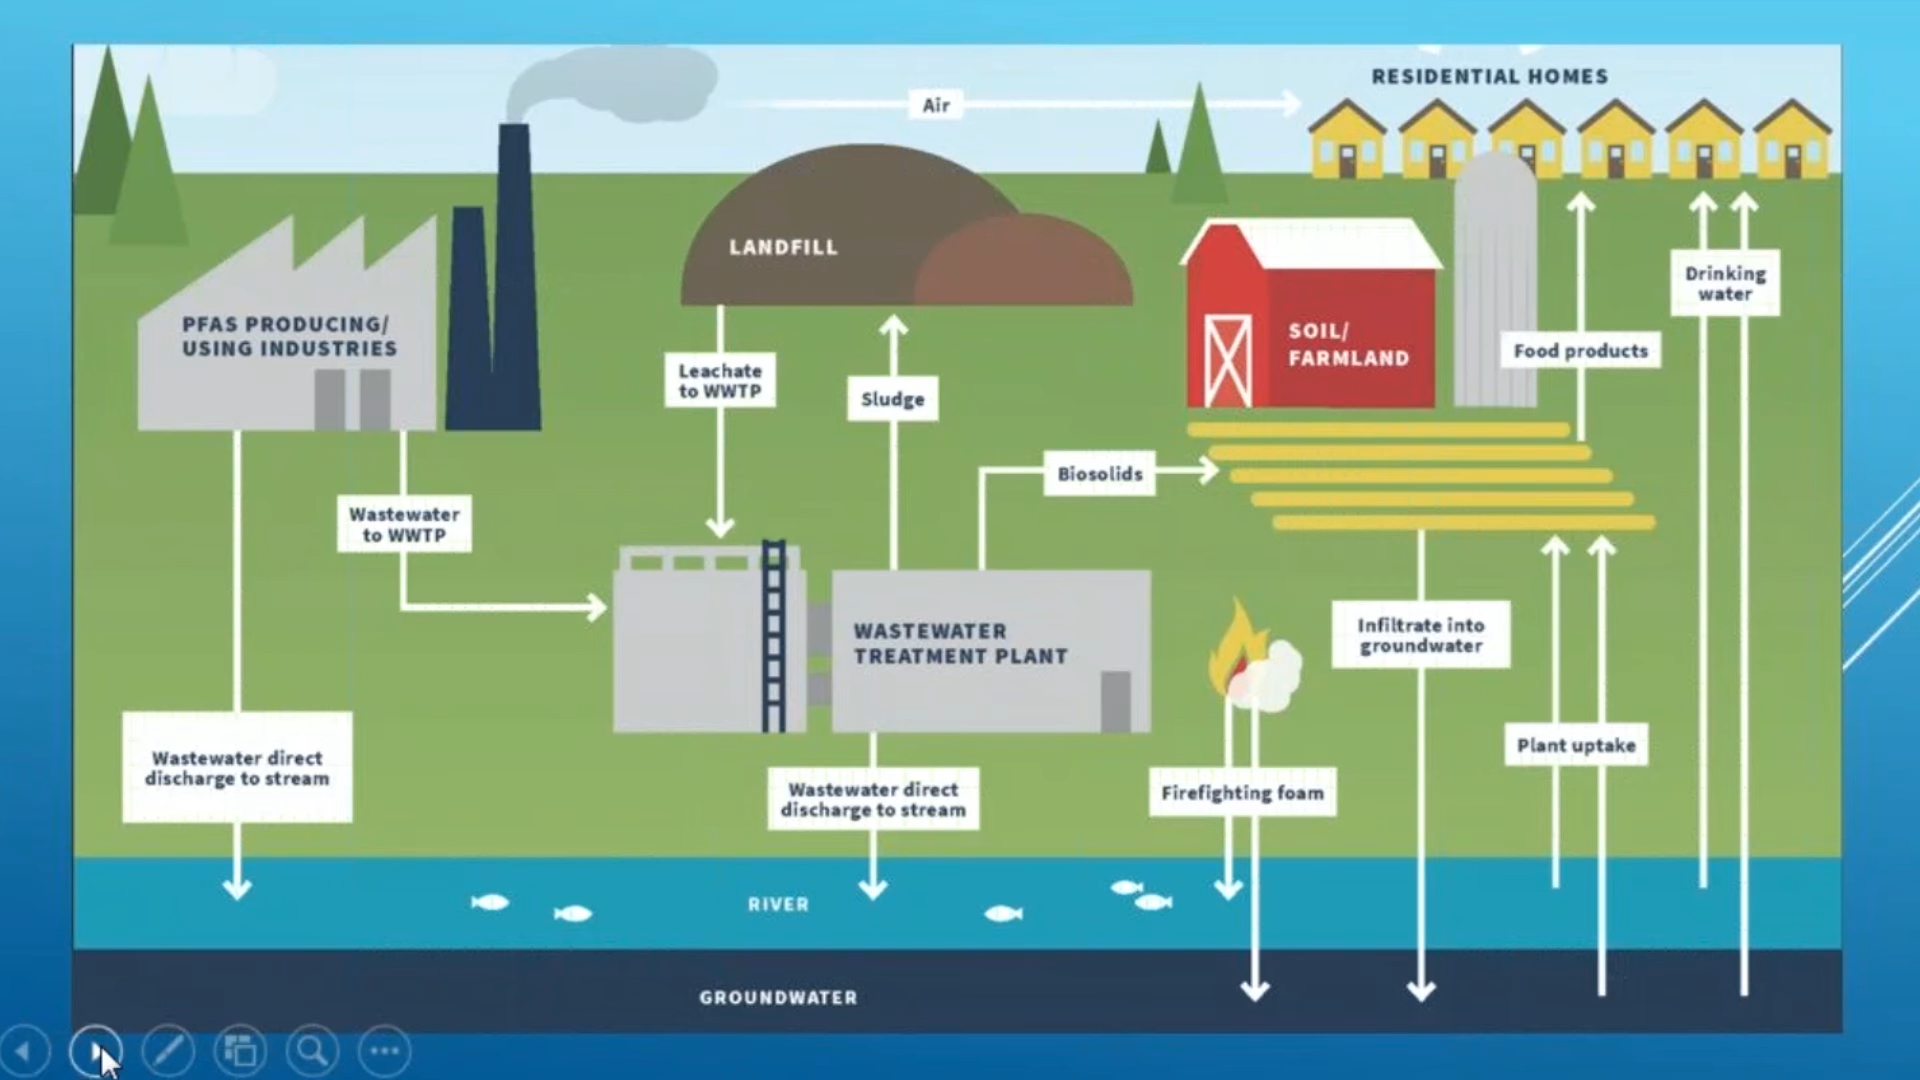 RESIDENTIAL HOMES
Air
LANDFILL
Drinking
water
PFAS PRODUCING/
USING INDUSTRIES
SOIL/
FARMLAND
Food products
Leachate
to WWTP
Sludge
Biosolids
Wastewater
to WWTP
WASTEWATER
TREATMENT PLANT
Infiltrate into
groundwater
Plant uptake
Wastewater direct
discharge to stream
Wastewater direct
discharge to stream
Firefighting foam
RIVER
GROUNDWATER